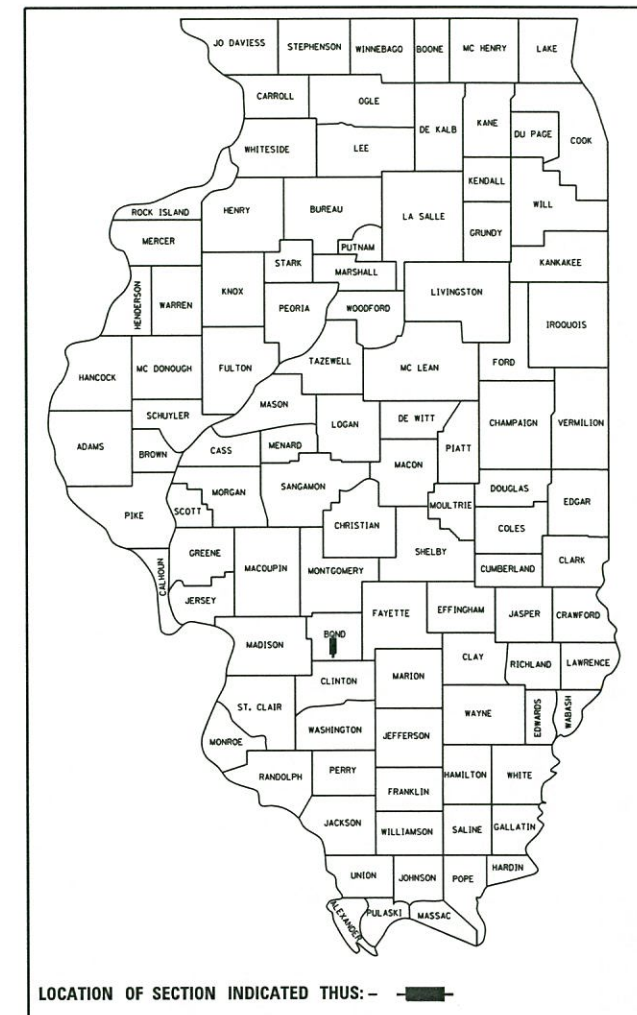 JO DAVIESS STEPHENSON WINNEBAGO BOONE MC HENRY LAKE
CARROLL OGLE DE KALB KANE DU PAGE COOK
WHITESIDE LEE
KENDALL WILL
ROCK ISLAND HENRY BUREAU LA SALLE GRUNDY
MERCER PUTNAM KANKAKEE
STARK MARSHALL
HENDERSON WARREN KNOX PEORIA WOODFORD LIVINGSTON IROQUOIS
HANCOCK MC DONOUGH FULTON TAZEWELL MC LEAN FORD
MASON
SCHUYLER LOGAN DE WITT CHAMPAIGN VERMILION
ADAMS BROWN CASS MENARD PIATT
MACON
PIKE SCOTT MORGAN SANGAMON MOULTRIE DOUGLAS EDGAR
CHRISTIAN COLES
CALHOUN GREENE MACOUPIN MONTGOMERY SHELBY CUMBERLAND CLARK
JERSEY FAYETTE EFFINGHAM JASPER CRAWFORD
MADISON BOND
CLAY RICHLAND LAWRENCE
CLINTON MARION
ST. CLAIR WAYNE EDWARDS WABASH
WASHINGTON JEFFERSON
MONROE
RANDOLPH PERRY HAMILTON WHITE
FRANKLIN
JACKSON WILLIAMSON SALINE GALLATIN
UNION JOHNSON POPE HARDIN
ALEXANDER PULASKI MASSAC
LOCATION OF SECTION INDICATED THUS: -